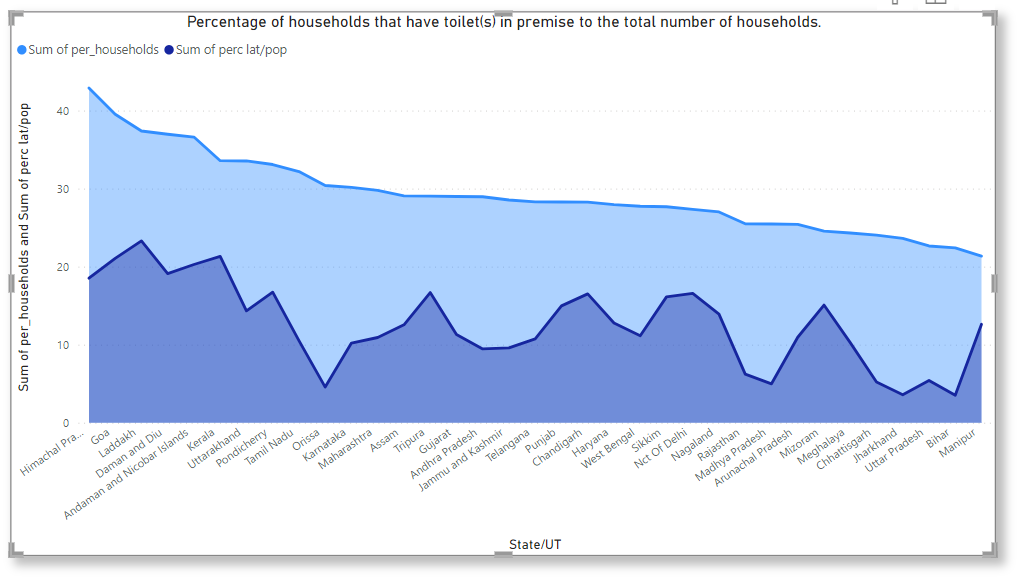 Percentage of households that have toilet(s) in premise to the total number of households.
Sum of per_households Sum of perc lat/pop
Sum of per_households and Sum of perc lat/pop
40
30
20
10
0
Himachal Pra...
Goa
Laddakh
Daman and Diu
Andaman and Nicobar Islands
Kerala
Uttarakhand
Pondicherry
Tamil Nadu
Orissa
Karnataka
Maharashtra
Assam
Tripura
Gujarat
Andhra Pradesh
Jammu and Kashmir
Telangana
Punjab
Chandigarh
Haryana
West Bengal
Sikkim
Nct Of Delhi
Nagaland
Rajasthan
Madhya Pradesh
Arunachal Pradesh
Mizoram
Meghalaya
Chhattisgarh
Jharkhand
Uttar Pradesh
Bihar
Manipur
State/UT